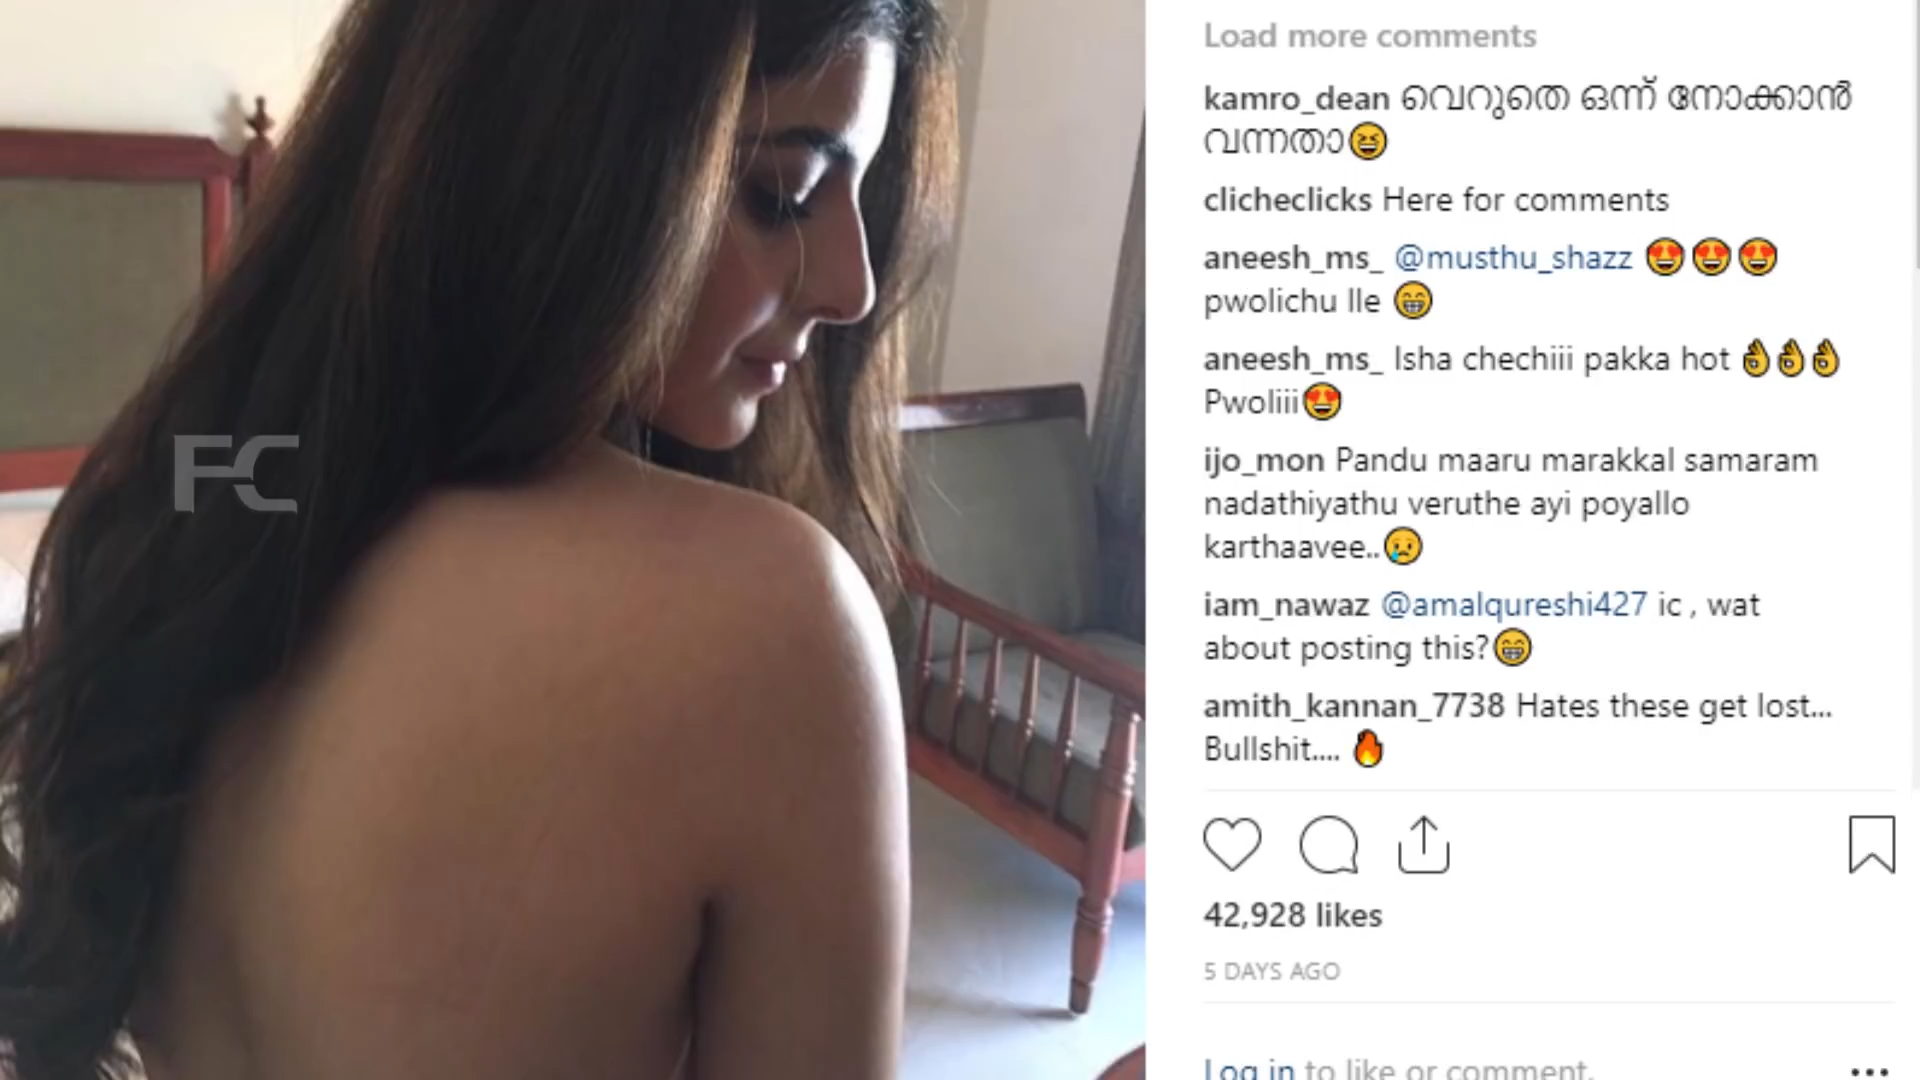 FC
Load more comments
kamro_dean വെറുതെ ഒന്ന് നോക്കാൻ
വന്നതാ😆
clicheclicks Here for comments
aneesh_ms_ @musthu_shazz 😍😍😍
pwolichu lle 😁
aneesh_ms_ Isha chechiii pakka hot 👌👌👌
Pwoliii😍
ijo_mon Pandu maaru marakkal samaram
nadathiyathu veruthe ayi poyallo
karthaavee..😢
iam_nawaz @amalqureshi427 ic , wat
about posting this?😁
amith_kannan_7738 Hates these get lost...
Bullshit.... 🔥
42,928 likes
5 DAYS AGO
Log in to like or comment.